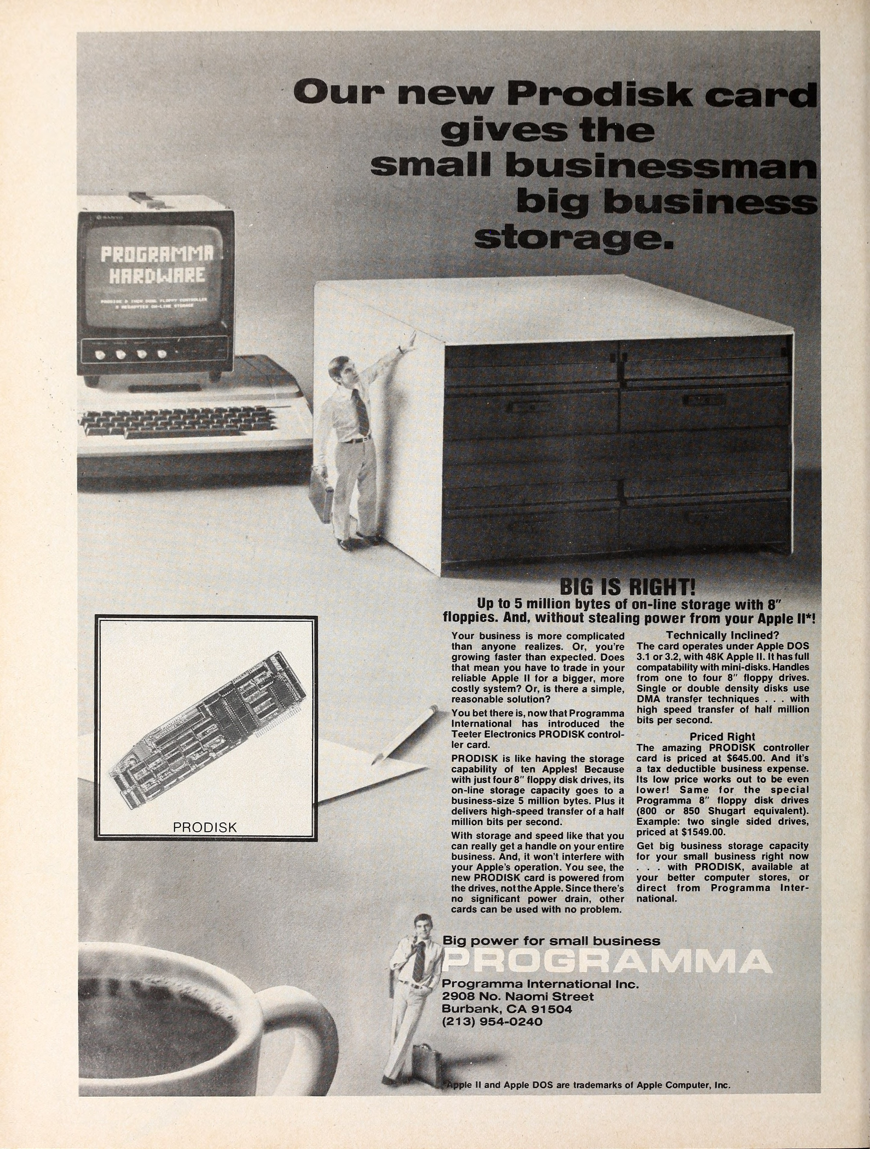 Our new Prodisk card
gives the
small businessman
big business
storage.
PROGRAMMA
HARDWARE
BIG IS RIGHT!
Up to 5 million bytes of on-line storage with 8"
floppies. And, without stealing power from your Apple II*!
Your business is more complicated
than anyone realizes. Or, you're
growing faster than expected. Does
that mean you have to trade in your
reliable Apple II for a bigger, more
costly system? Or, is there a simple,
reasonable solution?
You bet there is, now that Programma
International has introduced the
Teeter Electronics PRODISK control-
ler card.
PRODISK is like having the storage
capability of ten Apples! Because
with just four 8" floppy disk drives, its
on-line storage capacity goes to a
business-size 5 million bytes. Plus it
delivers high-speed transfer of a half
million bits per second.
With storage and speed like that you
can really get a handle on your entire
business. And, it won't interfere with
your Apple's operation. You see, the
new PRODISK card is powered from
the drives, not the Apple. Since there's
no significant power drain, other
cards can be used with no problem.
Technically Inclined?
The card operates under Apple DOS
3.1 or 3.2, with 48K Apple II. It has full
compatability with mini-disks. Handles
from one to four 8" floppy drives.
Single or double density disks use
DMA transfer techniques . . . with
high speed transfer of half million
bits per second.
Priced Right
The amazing PRODISK controller
card is priced at $645.00. And it's
a tax deductible business expense.
Its low price works out to be even
lower! Same for the special
Programma 8" floppy disk drives
(800 or 850 Shugart equivalent).
Example: two single sided drives,
priced at $1549.00.
Get big business storage capacity
for your small business right now
. . . with PRODISK, available at
your better computer stores, or
direct from Programma Inter-
national.
PRODISK
Big power for small business
PROGRAMMA
Programma International Inc.
2908 No. Naomi Street
Burbank, CA 91504
(213) 954-0240
*Apple II and Apple DOS are trademarks of Apple Computer, Inc.